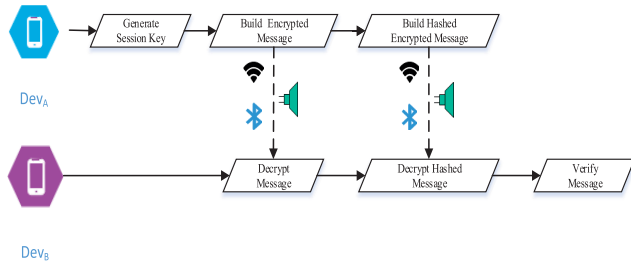 Generate
Session Key
Build Encrypted
Message
Build Hashed
Encrypted Message
DevA
Decrypt
Message
Decrypt Hashed
Message
Verify
Message
DevB